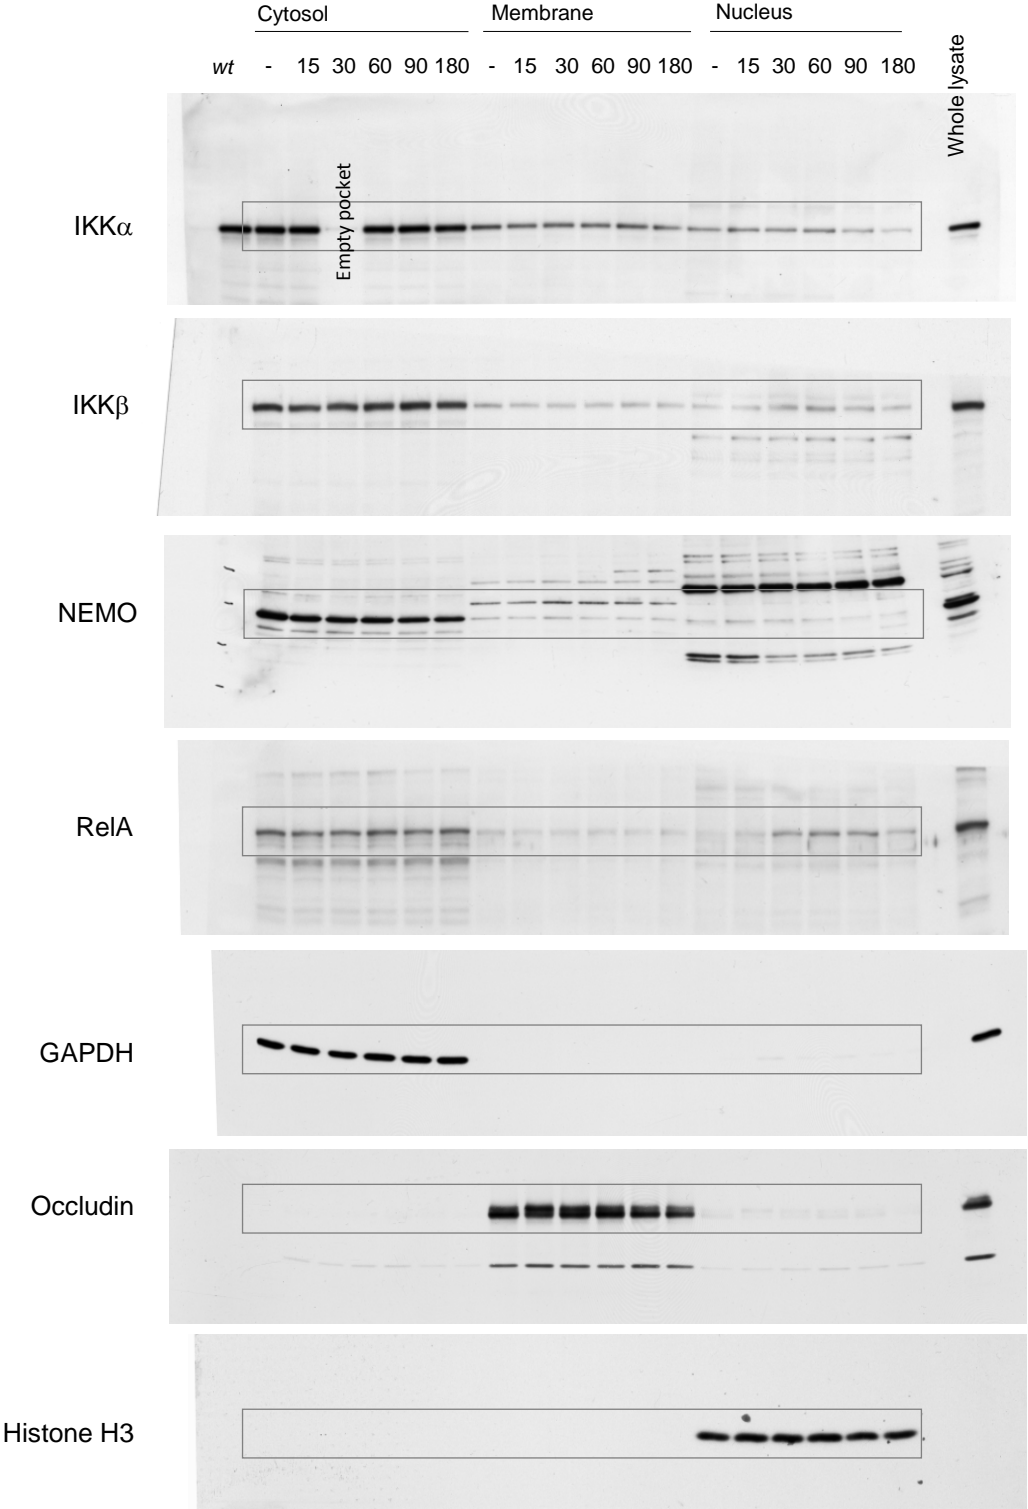 Cytosol Membrane Nucleus
wt - 15 30 60 90 180 - 15 30 60 90 180 - 15 30 60 90 180 Whole lysate
Empty pocket
IKKα
IKKβ
NEMO
RelA
GAPDH
Occludin
Histone H3